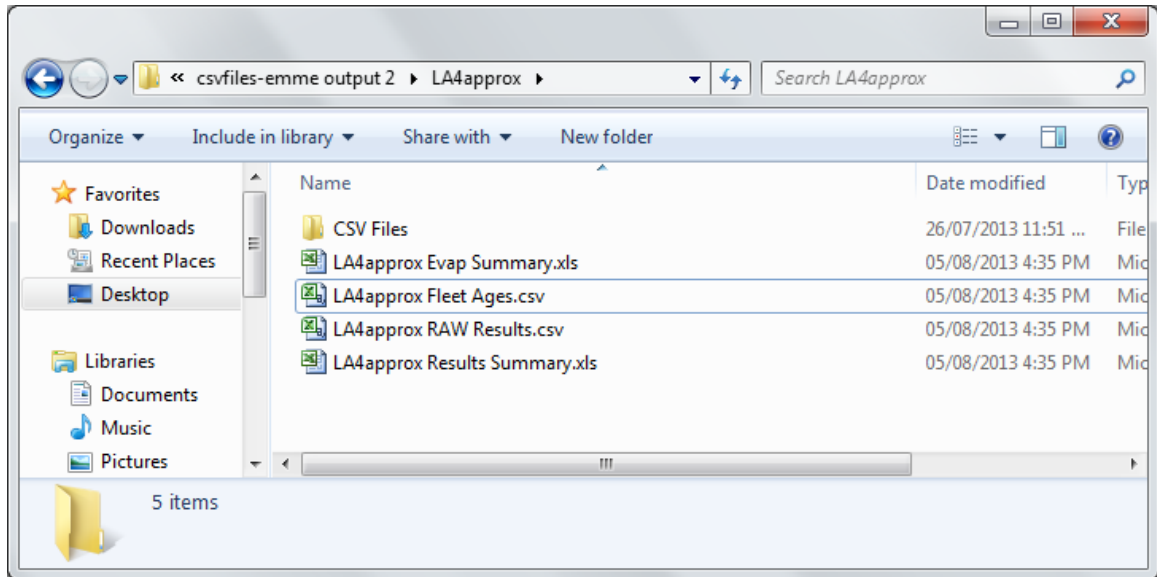 « csvfiles-emme output 2 ▸ LA4approx ▸ Search LA4approx
Organize Include in library Share with New folder
Favorites
Downloads
Recent Places
Desktop
Libraries
Documents
Music
Pictures
Name Date modified Typ
CSV Files 26/07/2013 11:51 ... File
LA4approx Evap Summary.xls 05/08/2013 4:35 PM Mic
LA4approx Fleet Ages.csv 05/08/2013 4:35 PM Mic
LA4approx RAW Results.csv 05/08/2013 4:35 PM Mic
LA4approx Results Summary.xls 05/08/2013 4:35 PM Mic
5 items